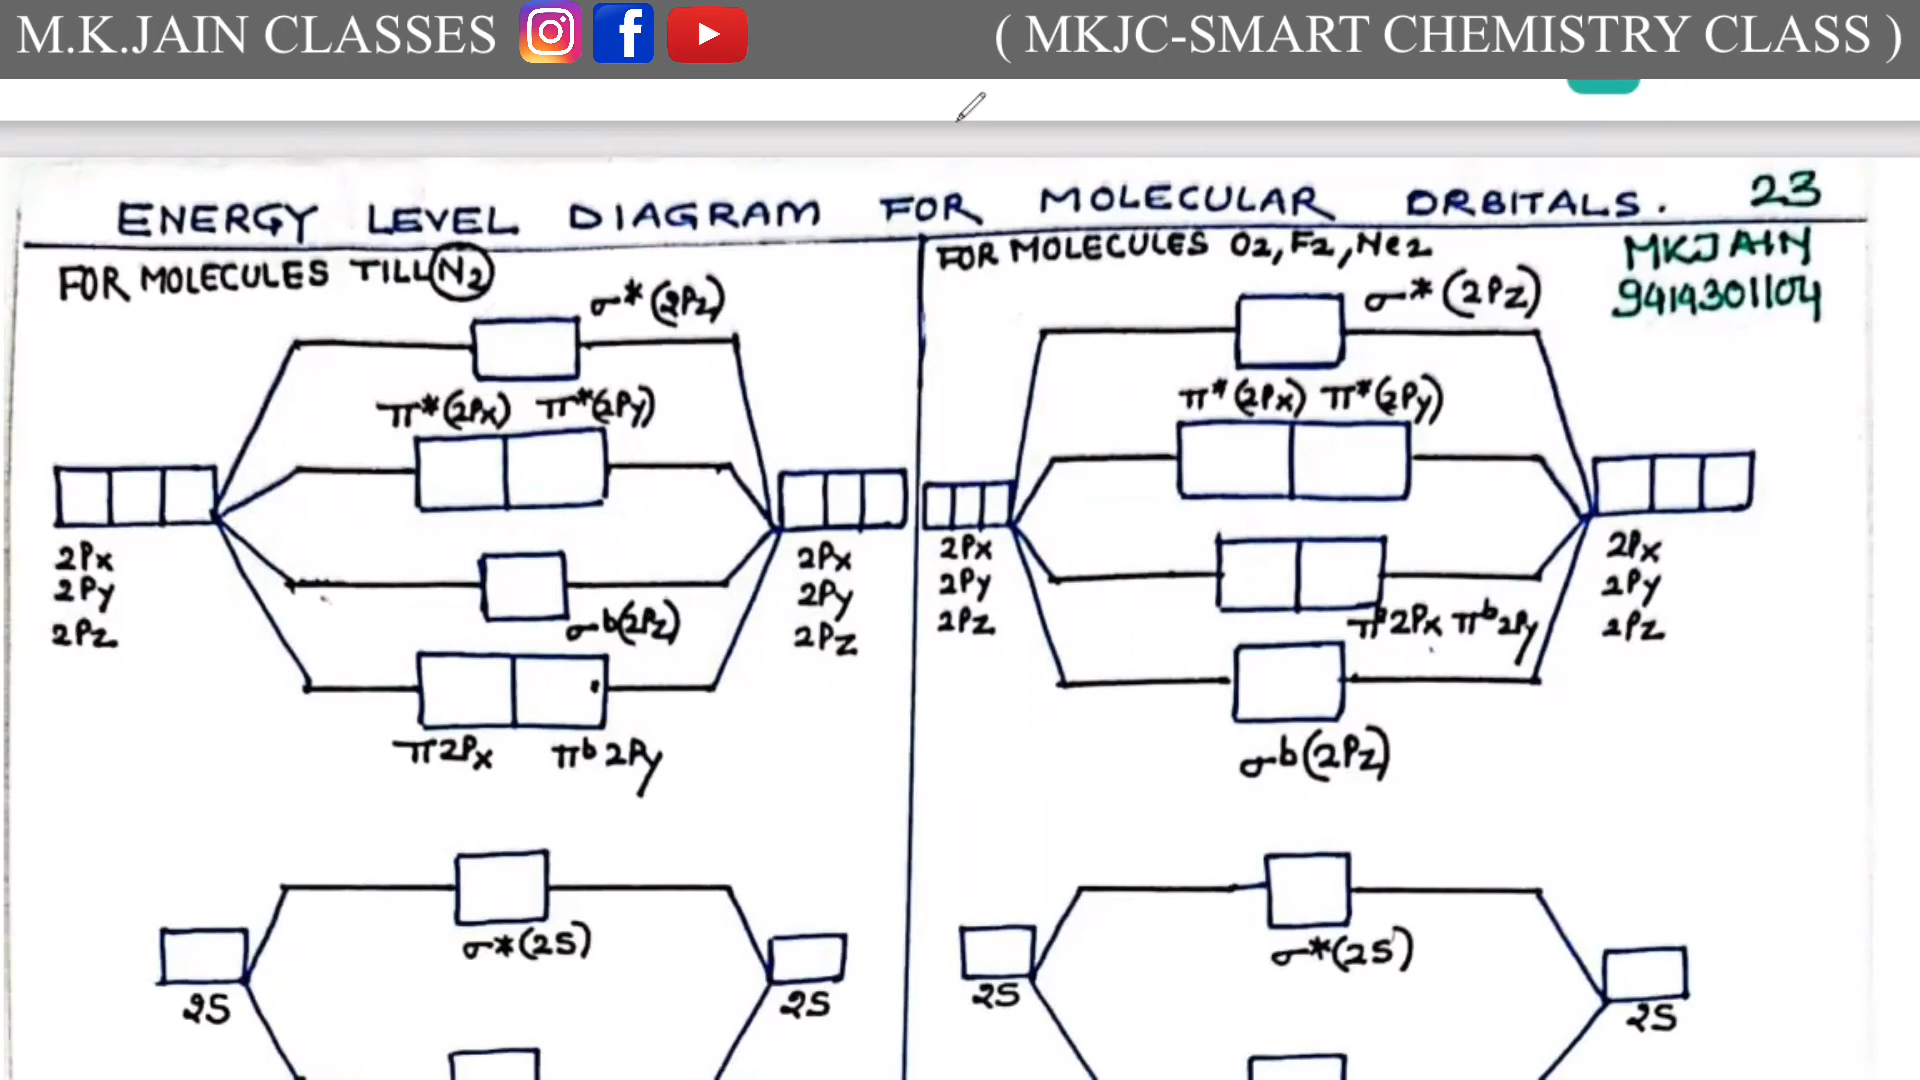 M.K.JAIN CLASSES
( MKJC-SMART CHEMISTRY CLASS )
ENERGY LEVEL DIAGRAM FOR MOLECULAR ORBITALS. 23
FOR MOLECULES TILL N2
σ*(2Pz)
π*(2Px) π*(2Py)
2Px
2Py
2Pz
2Px
2Py
2Pz
σb(2Pz)
π2Px πb2Py
σ*(2S)
2S
2S
FOR MOLECULES O2, F2, Ne2
MKJAIN
9414301104
σ*(2Pz)
π*(2Px) π*(2Py)
2Px
2Py
2Pz
2Px
2Py
2Pz
πb2Px πb2Py
σb(2Pz)
σ*(2S)
2S
2S